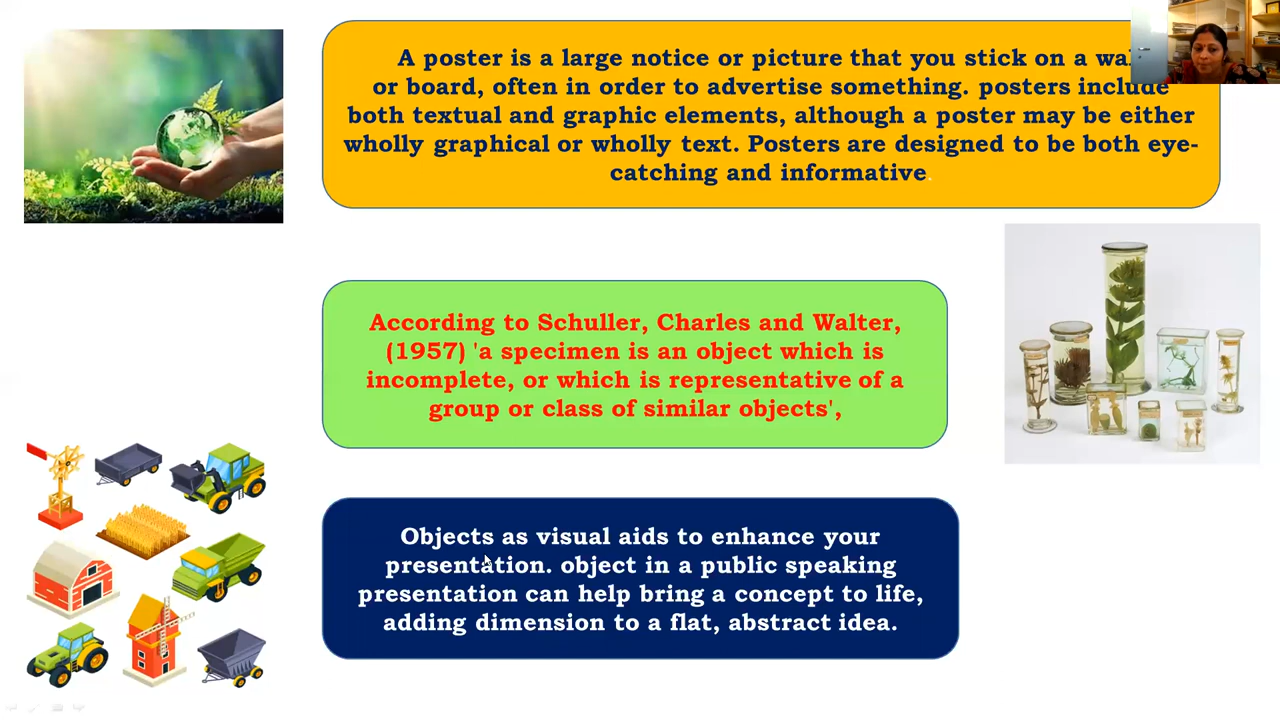 A poster is a large notice or picture that you stick on a
or board, often in order to advertise something. posters include
both textual and graphic elements, although a poster may be either
wholly graphical or wholly text. Posters are designed to be both eye-
catching and informative.
According to Schuller, Charles and Walter,
(1957) 'a specimen is an object which is
incomplete, or which is representative of a
group or class of similar objects',
Objects as visual aids to enhance your
presentation. object in a public speaking
presentation can help bring a concept to life,
adding dimension to a flat, abstract idea.